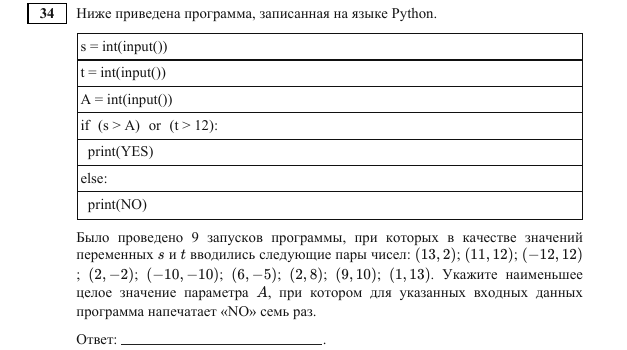 34 Ниже приведена программа, записанная на языке Python.
s = int(input())
t = int(input())
A = int(input())
if (s > A) or (t > 12):
print(YES)
else:
print(NO)
Было проведено 9 запусков программы, при которых в качестве значений
переменных s и t вводились следующие пары чисел: (13, 2); (11, 12); (−12, 12)
; (2, −2); (−10, −10); (6, −5); (2, 8); (9, 10); (1, 13). Укажите наименьшее
целое значение параметра A, при котором для указанных входных данных
программа напечатает «NO» семь раз.
Ответ: ____________________.